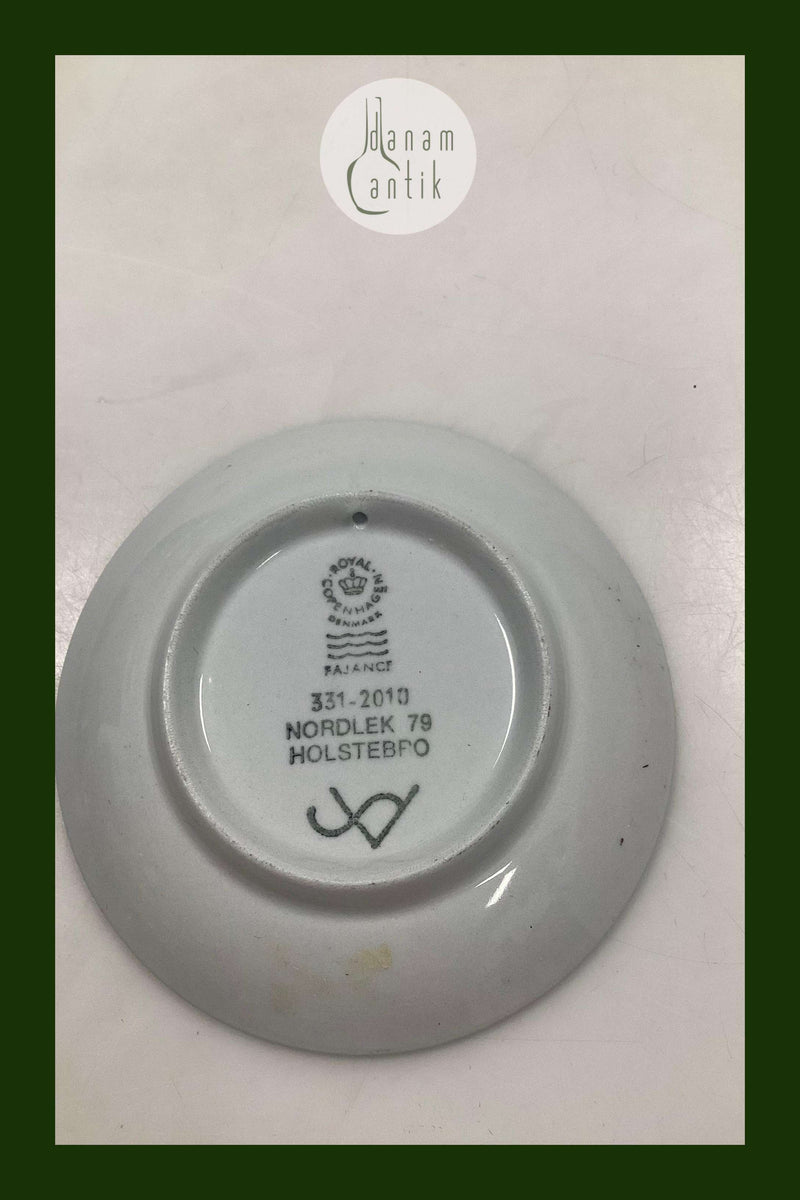 danam
antik
ROYAL COPENHAGEN
DENMARK
FAJANCE
331-2010
NORDLEK 79
HOLSTEBRO